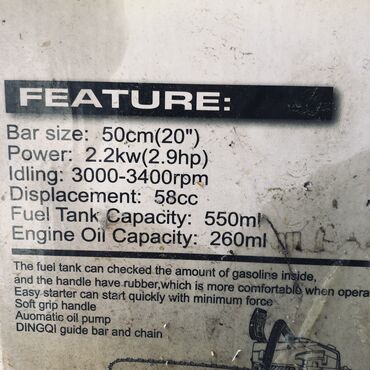 FEATURE:
Bar size: 50cm(20")
Power: 2.2kw(2.9hp)
Idling: 3000-3400rpm
Displacement: 58cc
Fuel Tank Capacity: 550ml
Engine Oil Capacity: 260ml
The fuel tank can checked the amount of gasoline inside,
and the handle have rubber,which is more comfortable when opera
Easy starter can start quickly with minimum force
Soft grip handle
Auomatic oil pump
DINGQI guide bar and chain